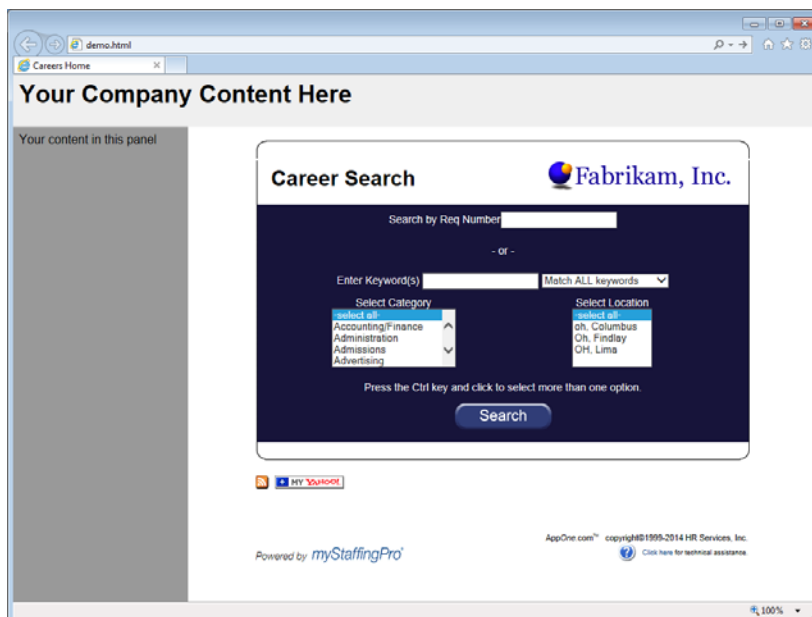 demo.html
Careers Home
Your Company Content Here
Your content in this panel
Career Search
Fabrikam, Inc.
Search by Req Number
- or -
Enter Keyword(s) Match ALL keywords
Select Category Select Location
-select all- -select all-
Accounting/Finance oh, Columbus
Administration Oh, Findlay
Admissions OH, Lima
Advertising
Press the Ctrl key and click to select more than one option.
Search
MY YAHOO!
AppOne.com™ copyright©1999-2014 HR Services, Inc.
Powered by myStaffingPro®
Click here for technical assistance.
100%